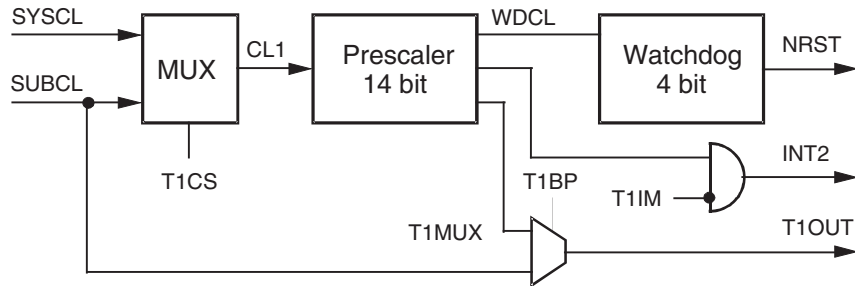 SYSCL
WDCL
NRST
CL1
MUX
Prescaler
14 bit
Watchdog
4 bit
SUBCL
INT2
T1CS
T1BP
T1IM
T1MUX
T1OUT